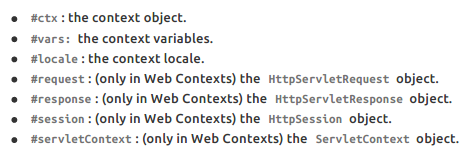 ● #ctx : the context object.
● #vars: the context variables.
● #locale : the context locale.
● #request : (only in Web Contexts) the HttpServletRequest object.
● #response : (only in Web Contexts) the HttpServletResponse object.
● #session : (only in Web Contexts) the HttpSession object.
● #servletContext : (only in Web Contexts) the ServletContext object.